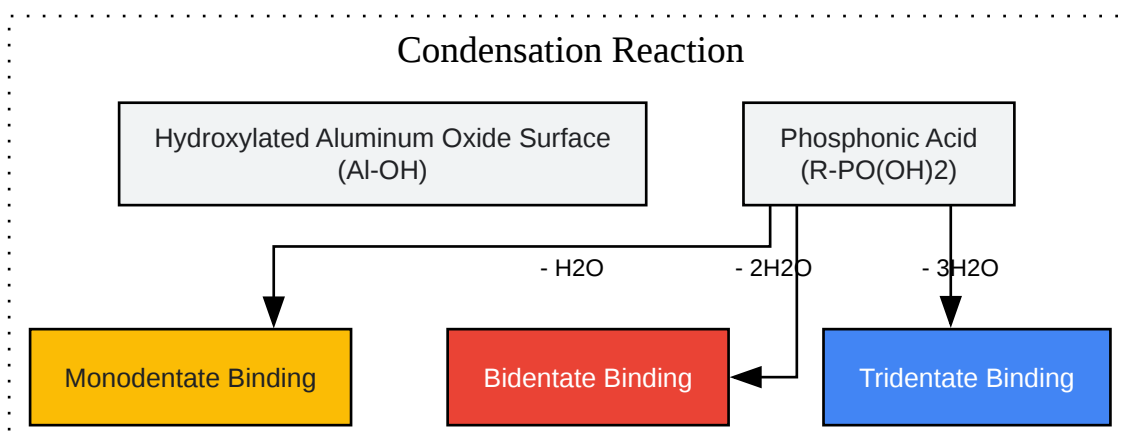 Condensation Reaction
Hydroxylated Aluminum Oxide Surface
(Al-OH)
Phosphonic Acid
(R-PO(OH)2)
- H2O
- 2H2O
- 3H2O
Monodentate Binding
Bidentate Binding
Tridentate Binding